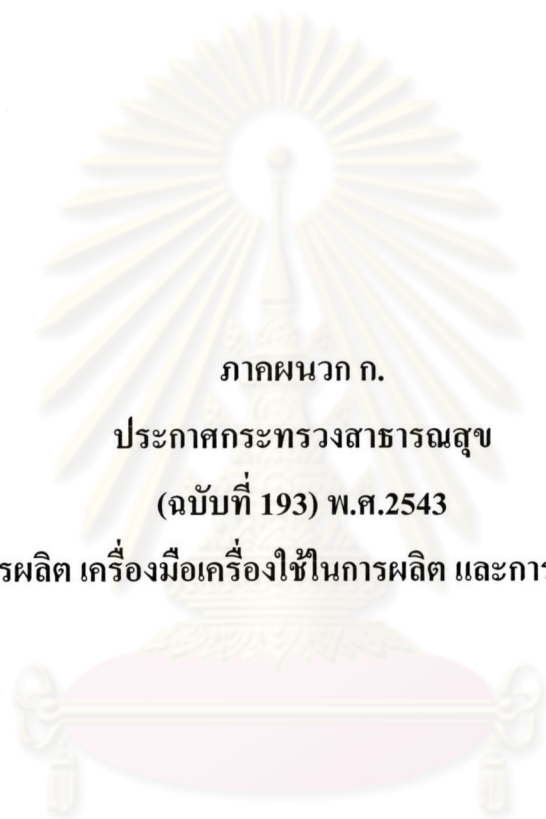 ภาคผนวก ก.
ประกาศกระทรวงสาธารณสุข
(ฉบับที่ 193) พ.ศ.2543
รผลิต เครื่องมือเครื่องใช้ในการผลิต และการ